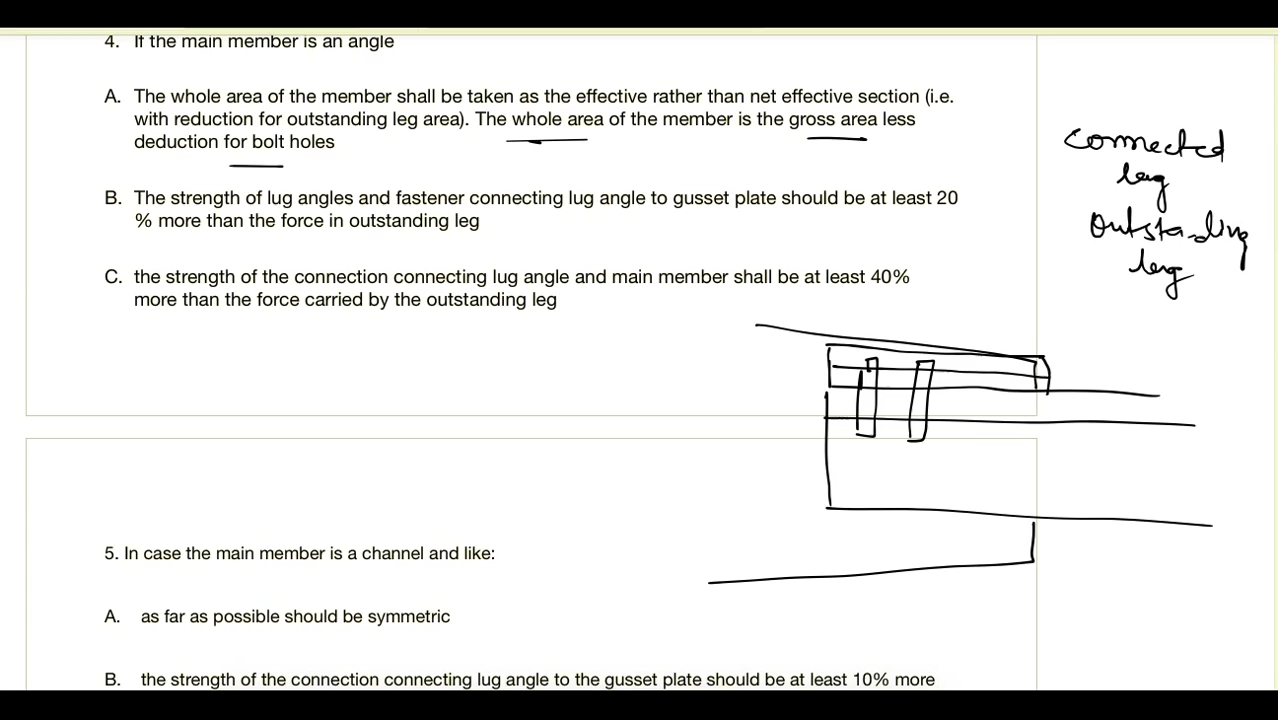 4. If the main member is an angle
A. The whole area of the member shall be taken as the effective rather than net effective section (i.e.
with reduction for outstanding leg area). The whole area of the member is the gross area less
deduction for bolt holes
connected
leg
outstanding
leg
B. The strength of lug angles and fastener connecting lug angle to gusset plate should be at least 20
% more than the force in outstanding leg
C. the strength of the connection connecting lug angle and main member shall be at least 40%
more than the force carried by the outstanding leg
5. In case the main member is a channel and like:
A. as far as possible should be symmetric
B. the strength of the connection connecting lug angle to the gusset plate should be at least 10% more